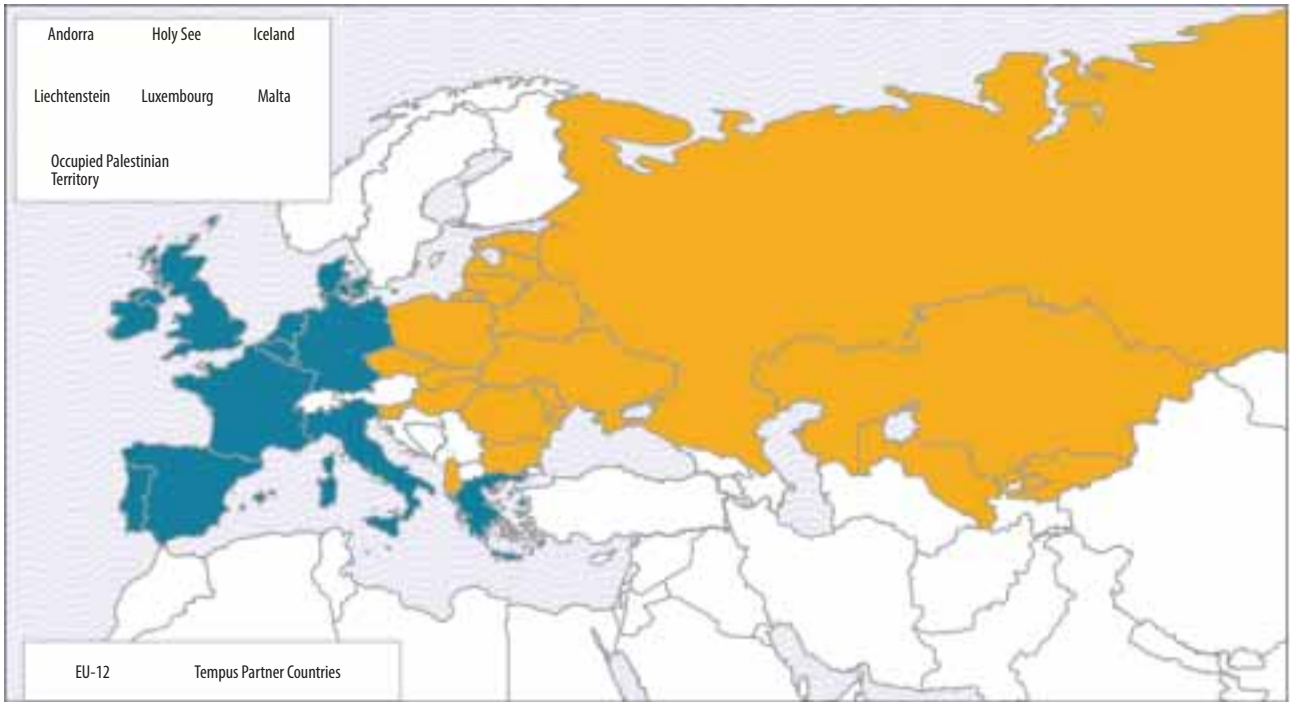 Andorra Holy See Iceland
Liechtenstein Luxembourg Malta
Occupied Palestinian
Territory
EU-12 Tempus Partner Countries